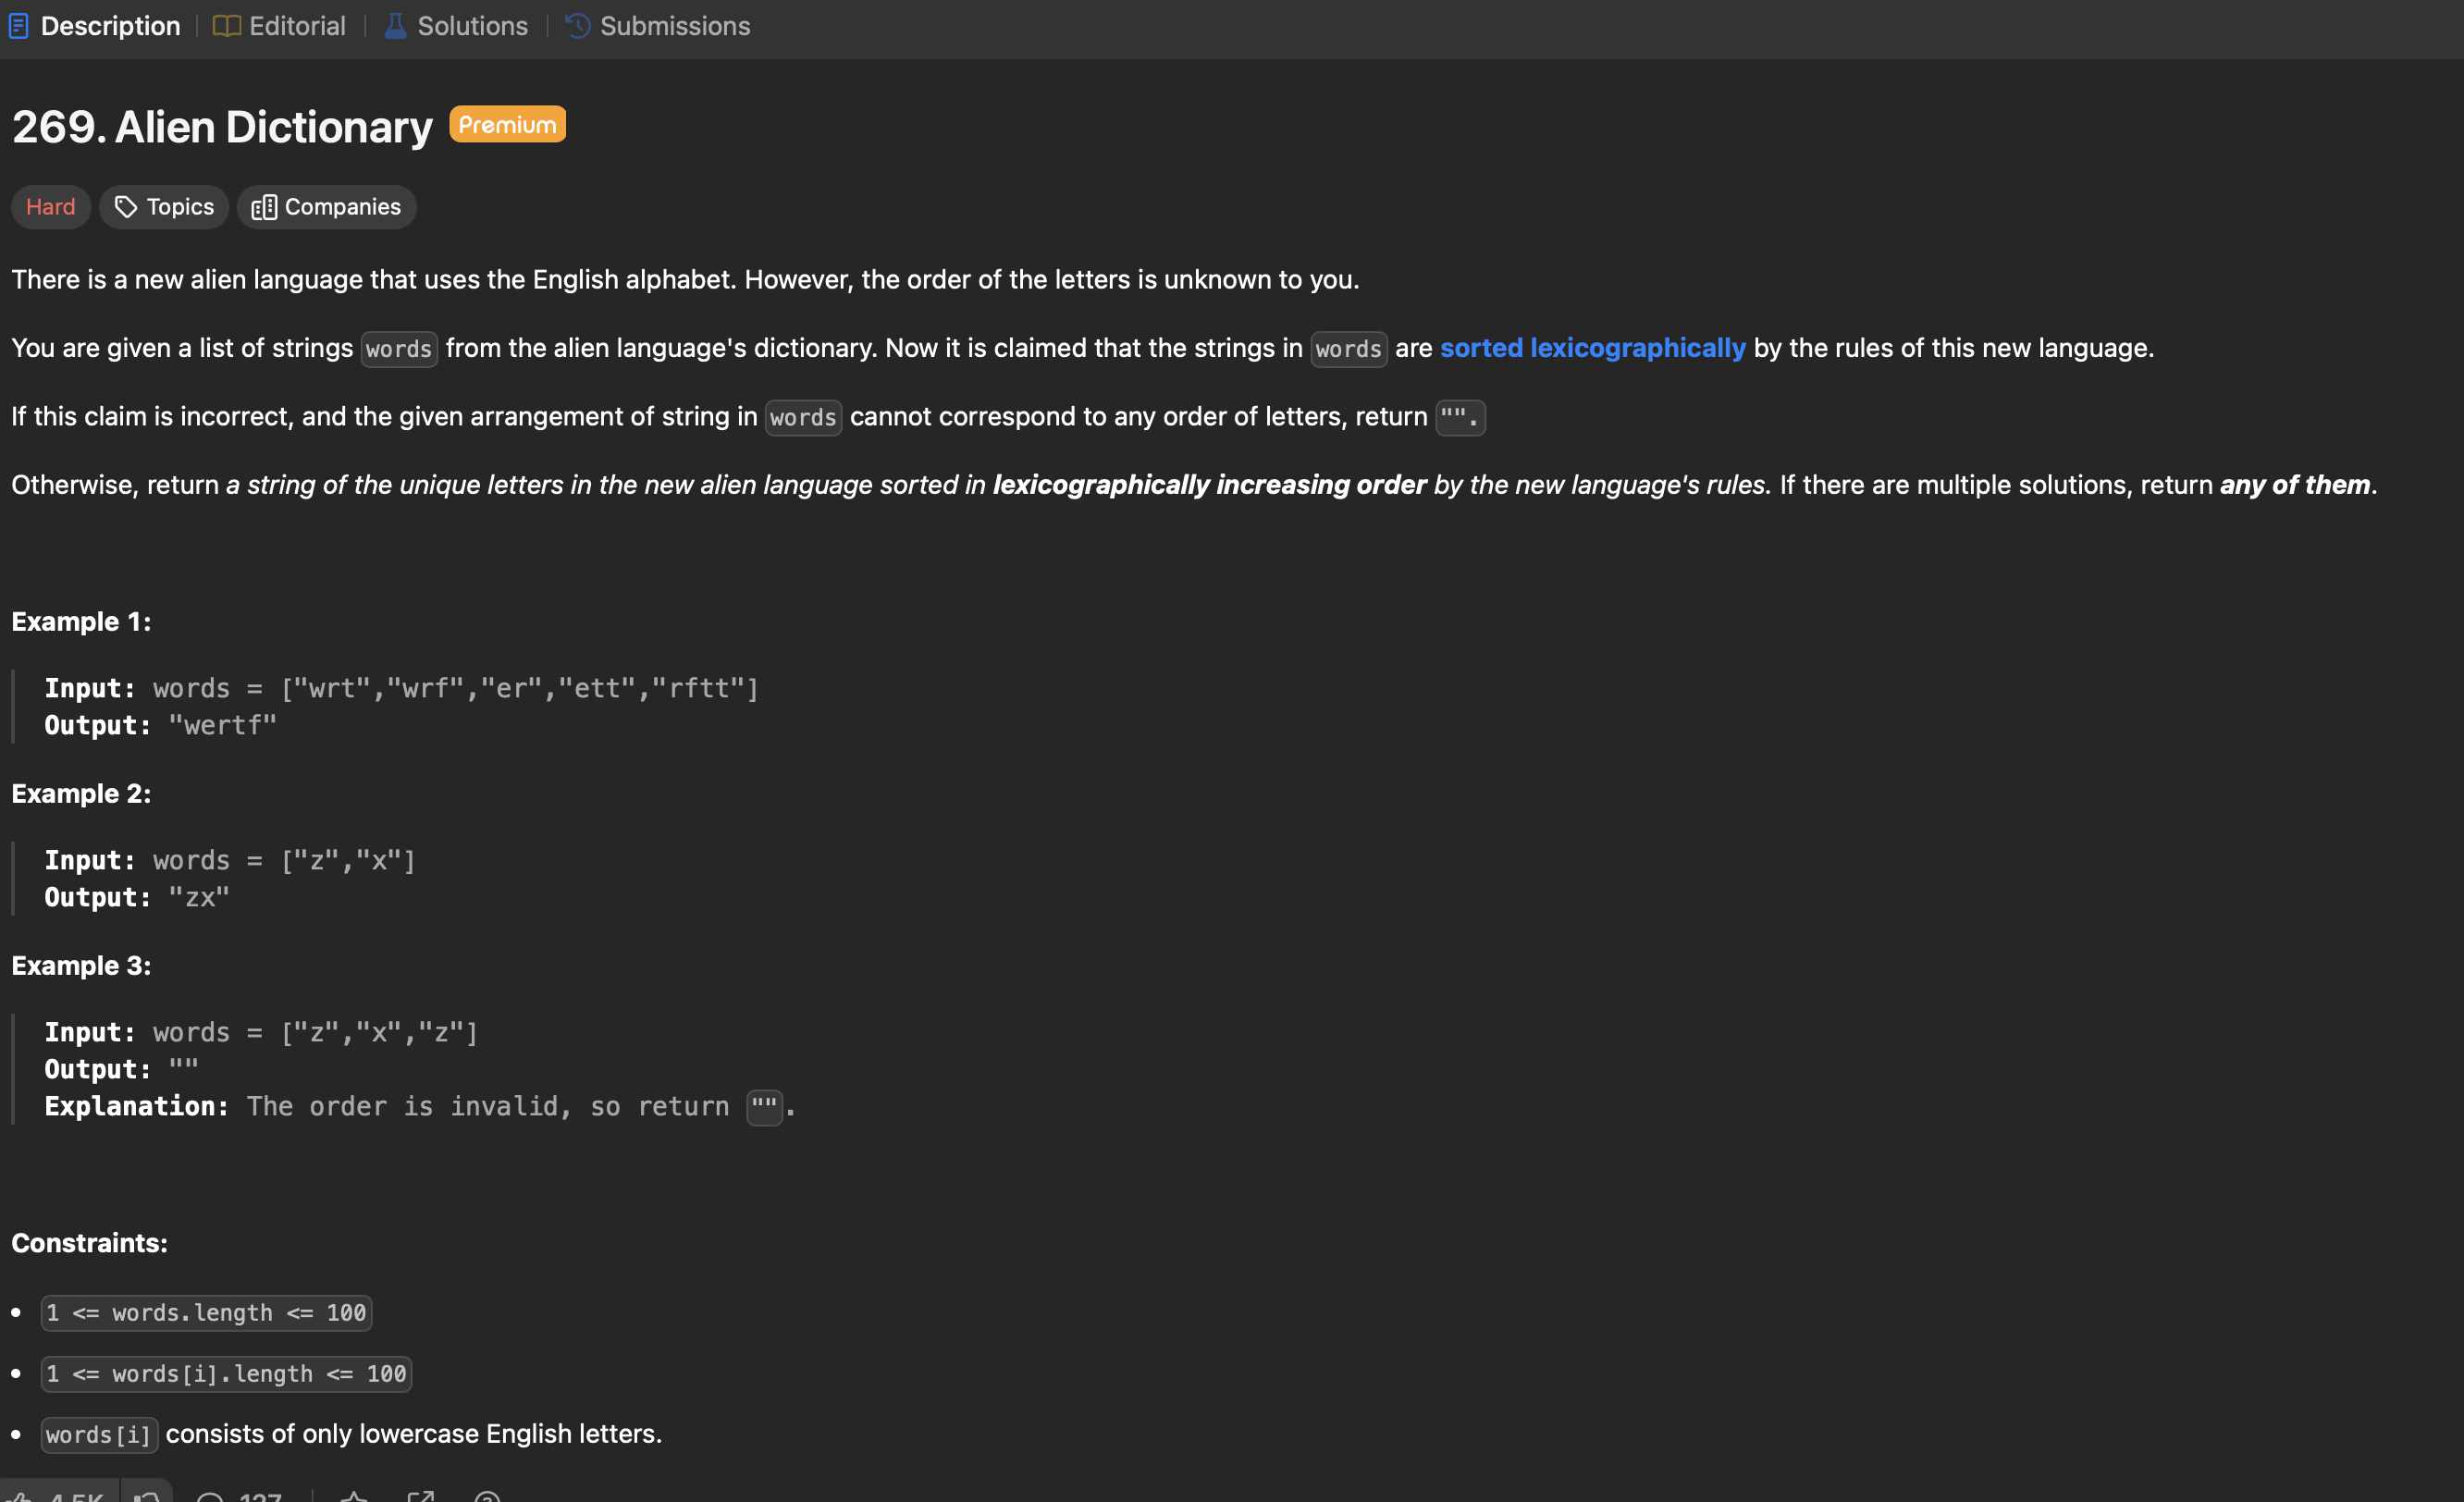 Description | Editorial | Solutions | Submissions
269. Alien Dictionary Premium
Hard Topics Companies
There is a new alien language that uses the English alphabet. However, the order of the letters is unknown to you.
You are given a list of strings words from the alien language's dictionary. Now it is claimed that the strings in words are sorted lexicographically by the rules of this new language.
If this claim is incorrect, and the given arrangement of string in words cannot correspond to any order of letters, return "".
Otherwise, return a string of the unique letters in the new alien language sorted in lexicographically increasing order by the new language's rules. If there are multiple solutions, return any of them.
Example 1:
Input: words = ["wrt","wrf","er","ett","rftt"]
Output: "wertf"
Example 2:
Input: words = ["z","x"]
Output: "zx"
Example 3:
Input: words = ["z","x","z"]
Output: ""
Explanation: The order is invalid, so return "".
Constraints:
• 1 <= words.length <= 100
• 1 <= words[i].length <= 100
• words[i] consists of only lowercase English letters.
4.5K 127